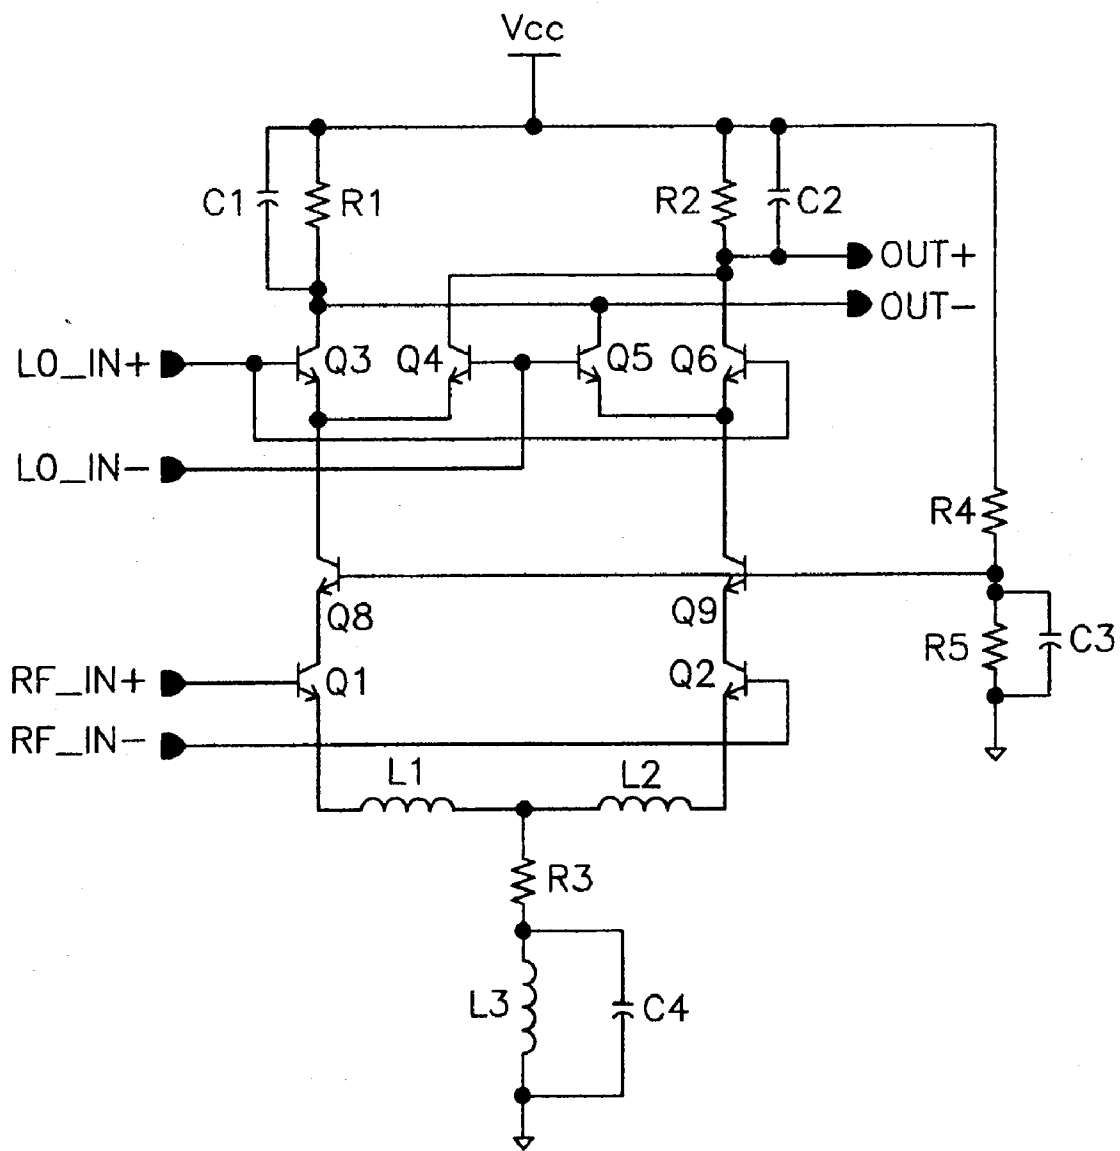 Vcc
C1
R1
R2
C2
OUT+
OUT-
LO_IN+
Q3
Q4
Q5
Q6
LO_IN-
R4
Q8
Q9
R5
C3
RF_IN+
Q1
Q2
RF_IN-
L1
L2
R3
L3
C4